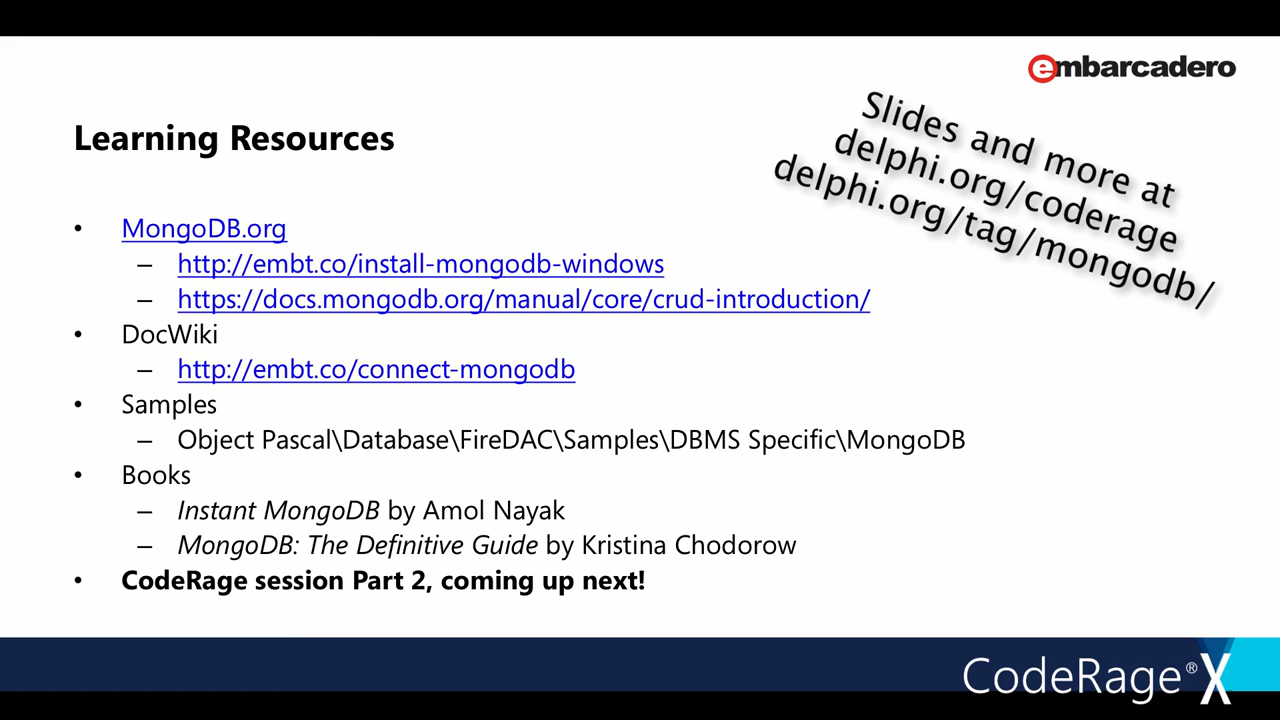 embarcadero
Slides and more at
delphi.org/coderage
delphi.org/tag/mongodb/
Learning Resources
• MongoDB.org
– http://embt.co/install-mongodb-windows
– https://docs.mongodb.org/manual/core/crud-introduction/
• DocWiki
– http://embt.co/connect-mongodb
• Samples
– Object Pascal\Database\FireDAC\Samples\DBMS Specific\MongoDB
• Books
– Instant MongoDB by Amol Nayak
– MongoDB: The Definitive Guide by Kristina Chodorow
• CodeRage session Part 2, coming up next!
CodeRage® X